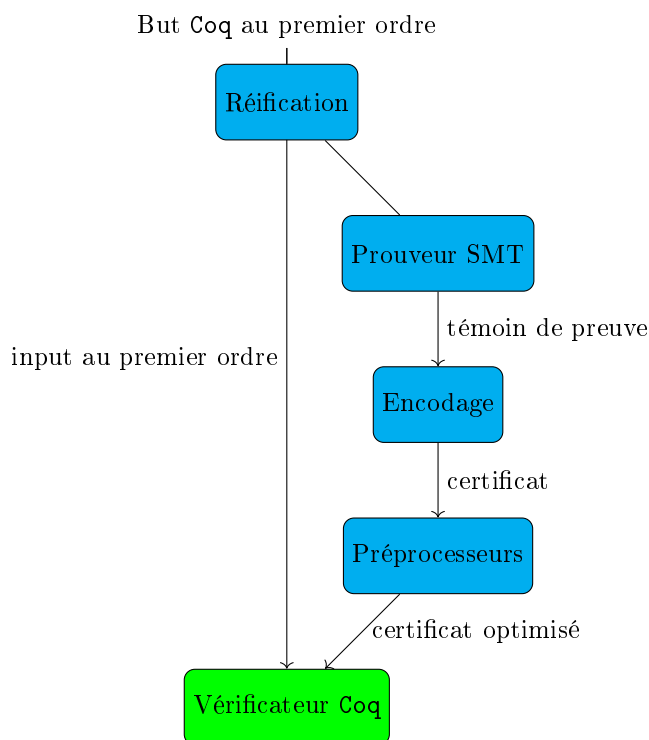 But Coq au premier ordre
Réification
Prouveur SMT
témoin de preuve
input au premier ordre
Encodage
certificat
Préprocesseurs
certificat optimisé
Vérificateur Coq